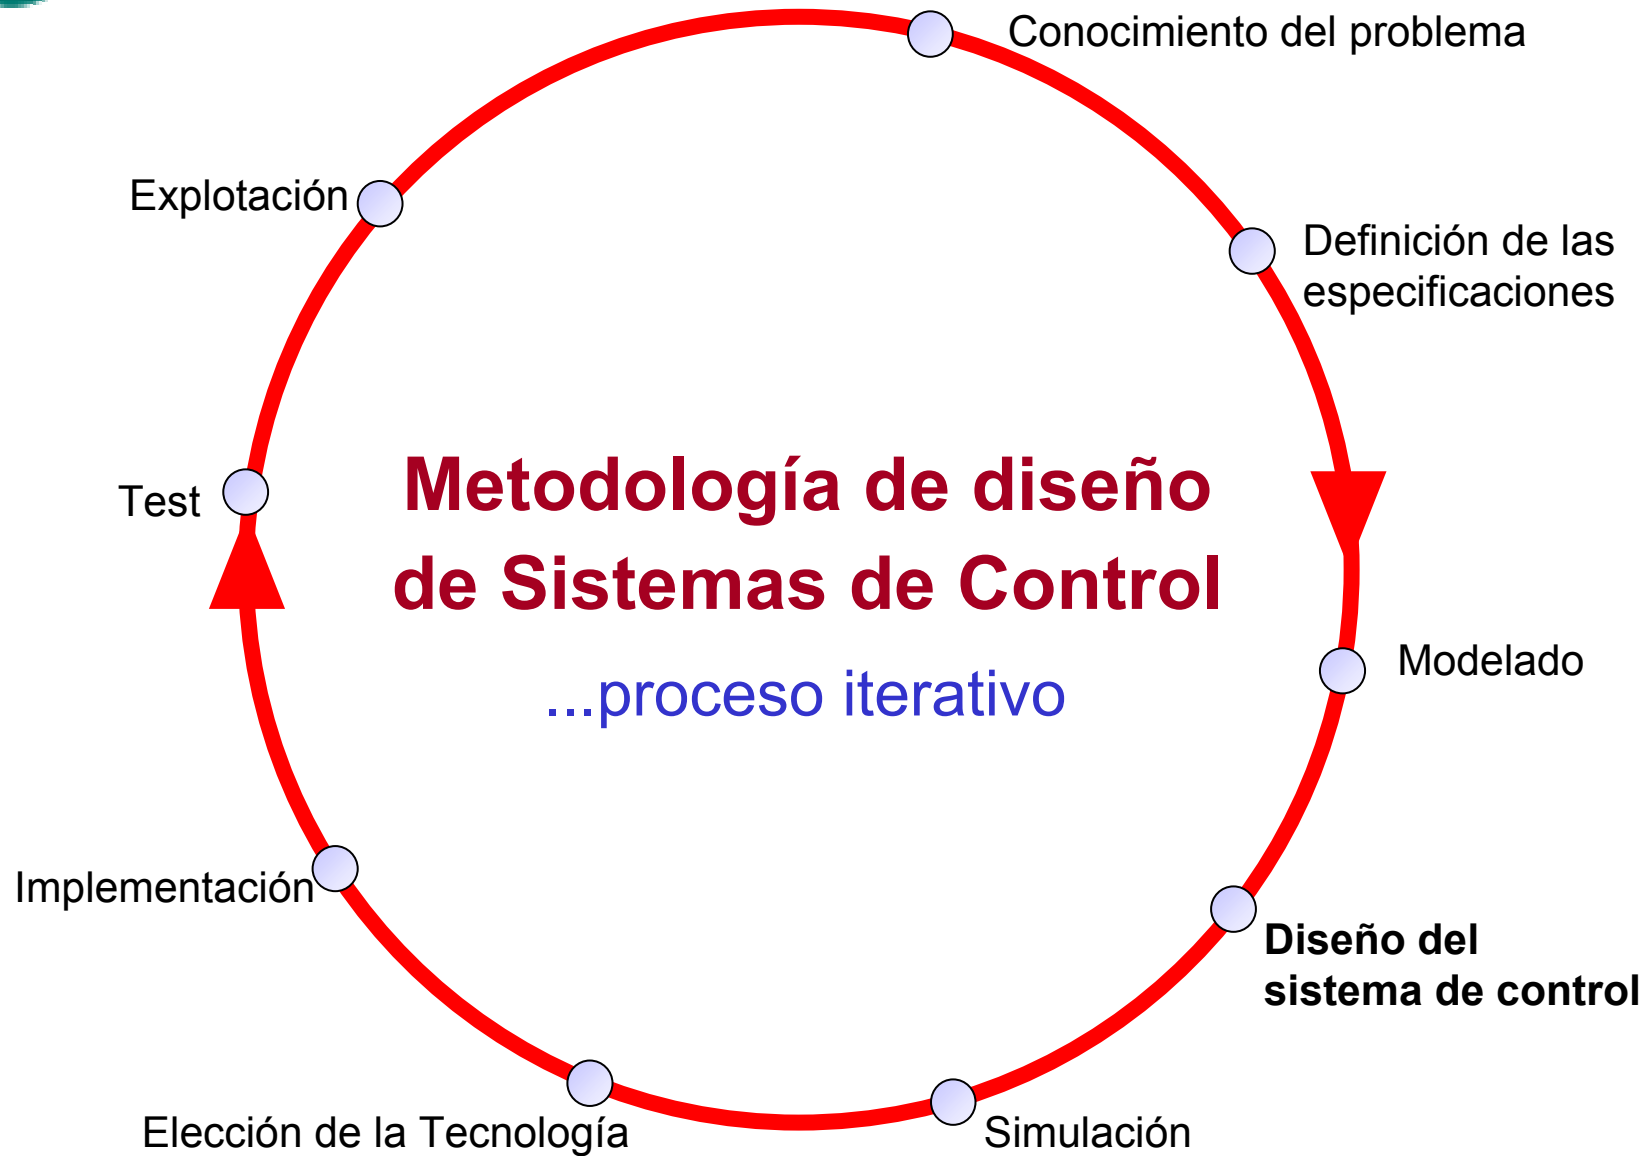 Conocimiento del problema
Definición de las
especificaciones
Modelado
Diseño del
sistema de control
Simulación
Elección de la Tecnología
Implementación
Test
Explotación
Metodología de diseño
de Sistemas de Control
...proceso iterativo